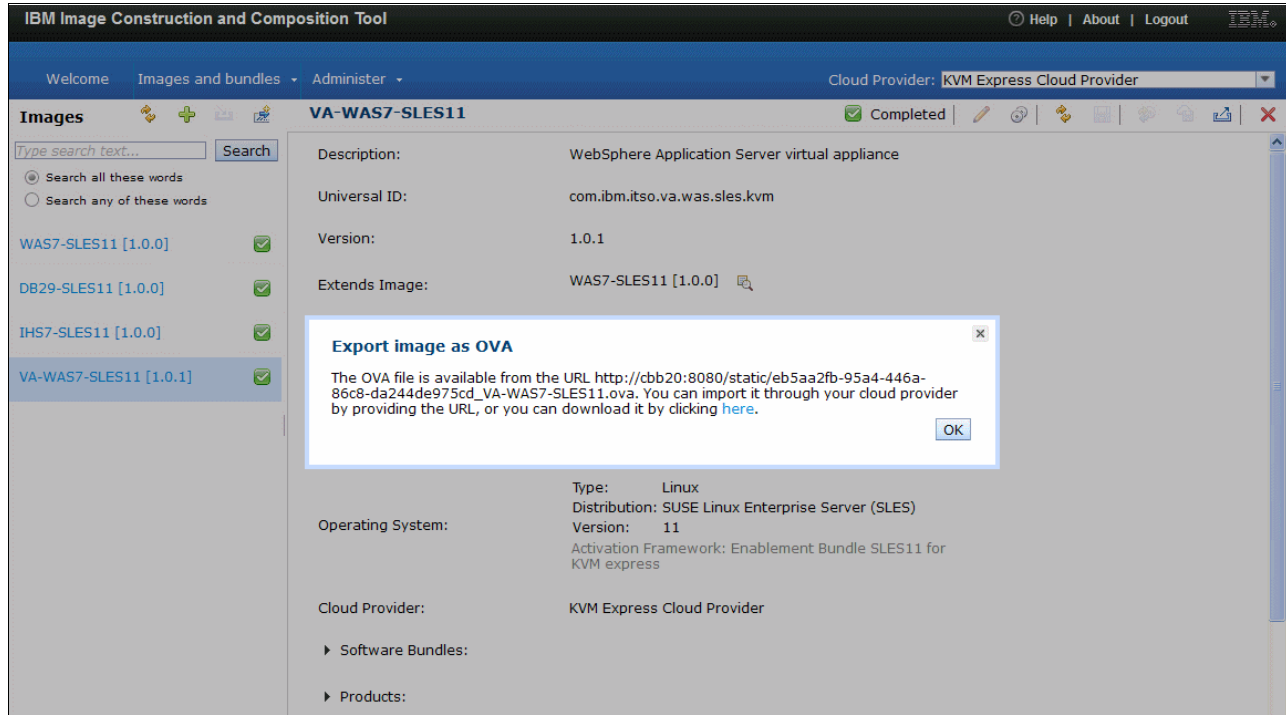 IBM Image Construction and Composition Tool
? Help | About | Logout
IBM®
Welcome Images and bundles Administer
Cloud Provider: KVM Express Cloud Provider
Images
VA-WAS7-SLES11
Completed
Type search text... Search
Search all these words
Search any of these words
WAS7-SLES11 [1.0.0]
DB29-SLES11 [1.0.0]
IHS7-SLES11 [1.0.0]
VA-WAS7-SLES11 [1.0.1]
Description: WebSphere Application Server virtual appliance
Universal ID: com.ibm.itso.va.was.sles.kvm
Version: 1.0.1
Extends Image: WAS7-SLES11 [1.0.0]
Export image as OVA
The OVA file is available from the URL http://cbb20:8080/static/eb5aa2fb-95a4-446a-
86c8-da244de975cd_VA-WAS7-SLES11.ova. You can import it through your cloud provider
by providing the URL, or you can download it by clicking here.
OK
Operating System:
Type: Linux
Distribution: SUSE Linux Enterprise Server (SLES)
Version: 11
Activation Framework: Enablement Bundle SLES11 for
KVM express
Cloud Provider: KVM Express Cloud Provider
Software Bundles:
Products: